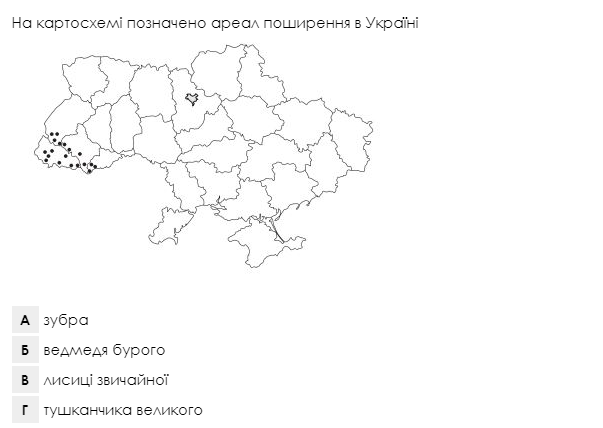 На картосхемі позначено ареал поширення в Україні
А зубра
Б ведмедя бурого
В лисиці звичайної
Г тушканчика великого